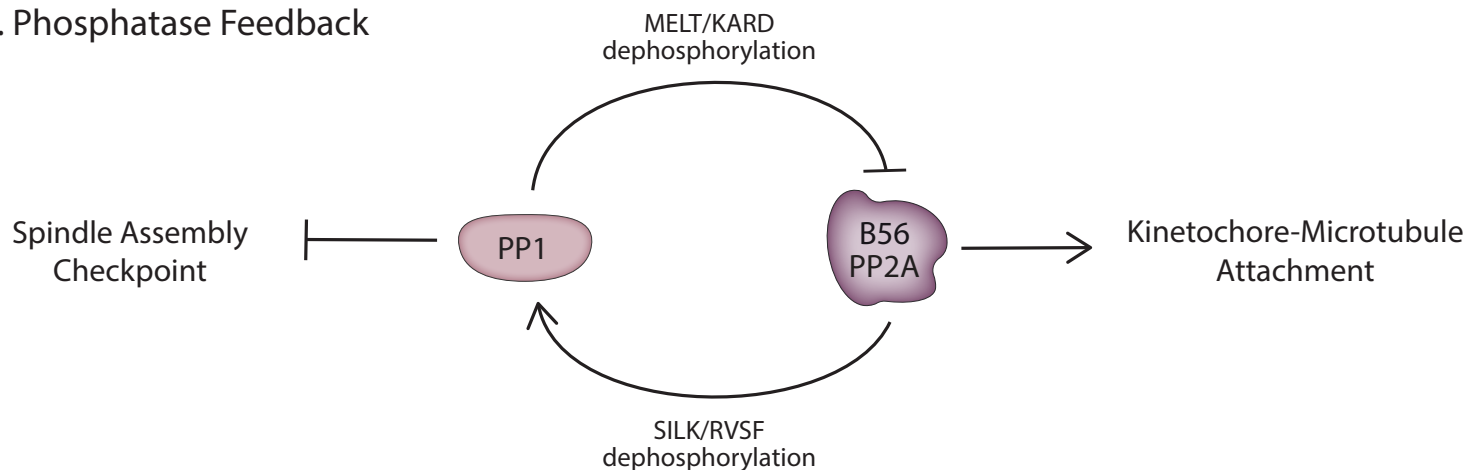 . Phosphatase Feedback
MELT/KARD
dephosphorylation
Spindle Assembly
Checkpoint
PP1
B56
PP2A
Kinetochore-Microtubule
Attachment
SILK/RVSF
dephosphorylation